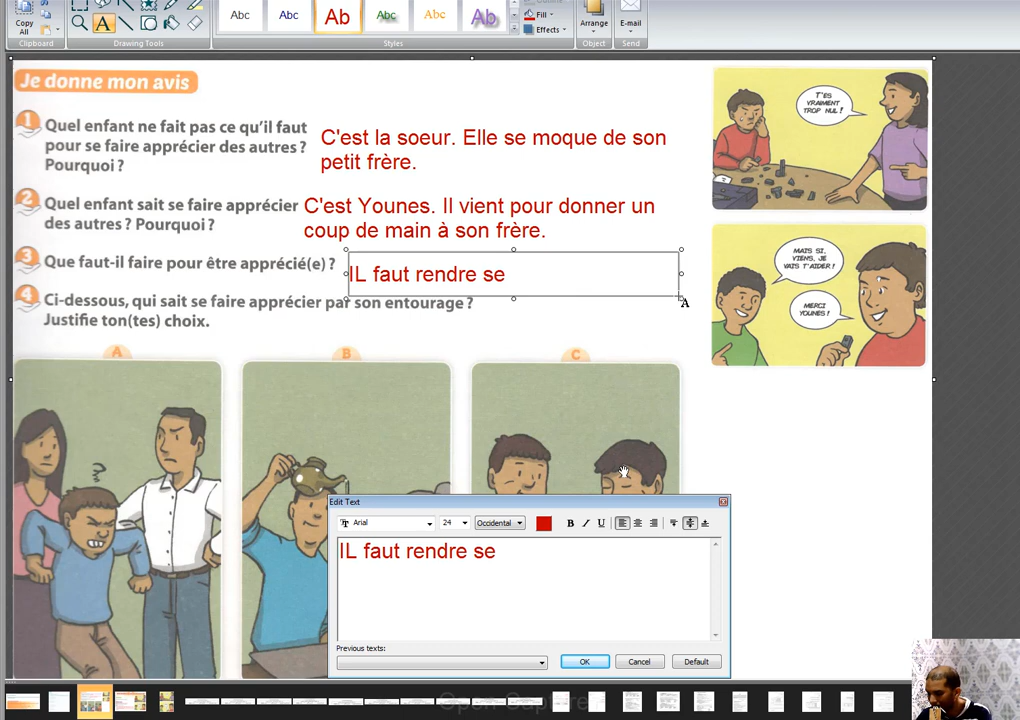 Abc Abc Ab Abc Abc Ab
Fill
Effects
Copy All
Arrange
E-mail
Clipboard
Drawing Tools
Styles
Object
Send
Je donne mon avis
1 Quel enfant ne fait pas ce qu'il faut
pour se faire apprécier des autres ?
Pourquoi ?
C'est la soeur. Elle se moque de son
petit frère.
2 Quel enfant sait se faire apprécier
des autres ? Pourquoi ?
C'est Younes. Il vient pour donner un
coup de main à son frère.
3 Que faut-il faire pour être apprécié(e) ?
IL faut rendre se
4 Ci-dessous, qui sait se faire apprécier par son entourage ?
Justifie ton(tes) choix.
T'ES
VRAIMENT
TROP NUL !
MAIS SI,
VIENS, JE
VAIS T'AIDER !
MERCI
YOUNES !
A
B
C
Edit Text
Arial 24 Occidental B I U
IL faut rendre se
Previous texts:
OK Cancel Default